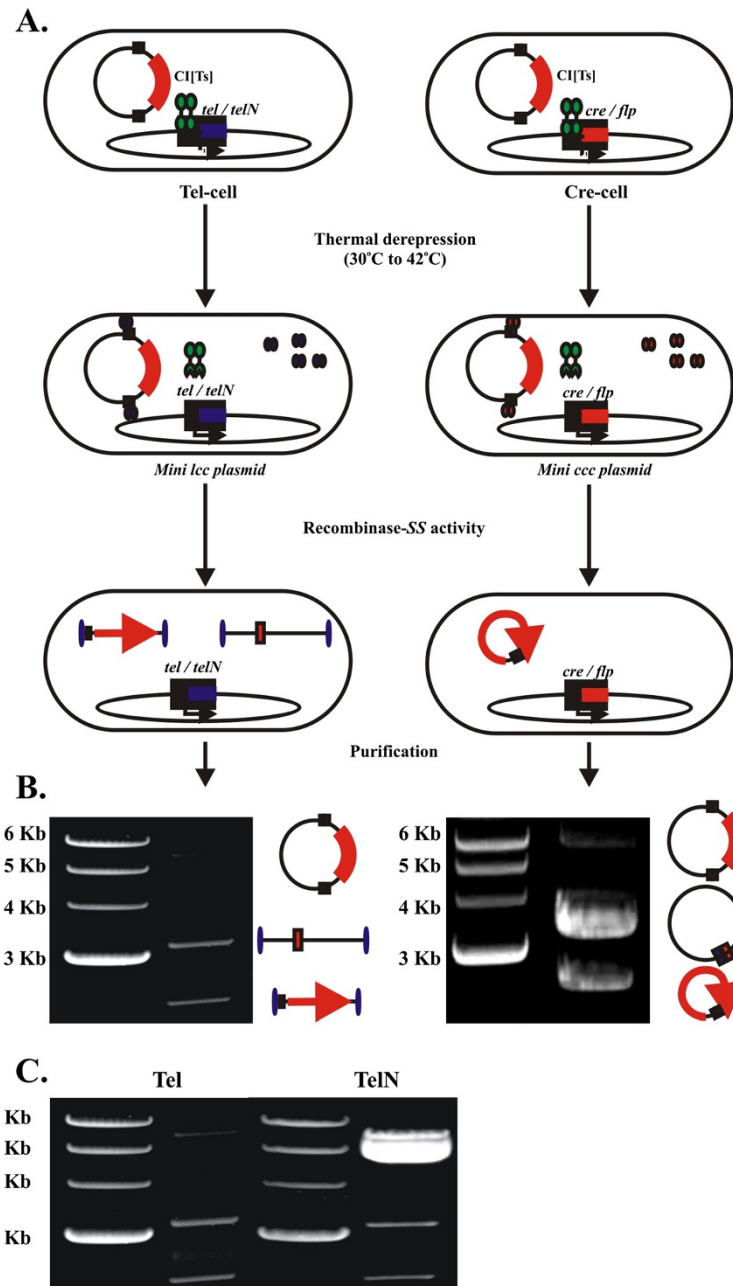 A.
CI[Ts]
tel / telN
Tel-cell
CI[Ts]
cre / flp
Cre-cell
Thermal derepression
(30°C to 42°C)
tel / telN
Mini lcc plasmid
cre / flp
Mini ccc plasmid
Recombinase-SS activity
tel / telN
cre / flp
Purification
B.
6 Kb
5 Kb
4 Kb
3 Kb
6 Kb
5 Kb
4 Kb
3 Kb
C.
Tel
TelN
Kb
Kb
Kb
Kb